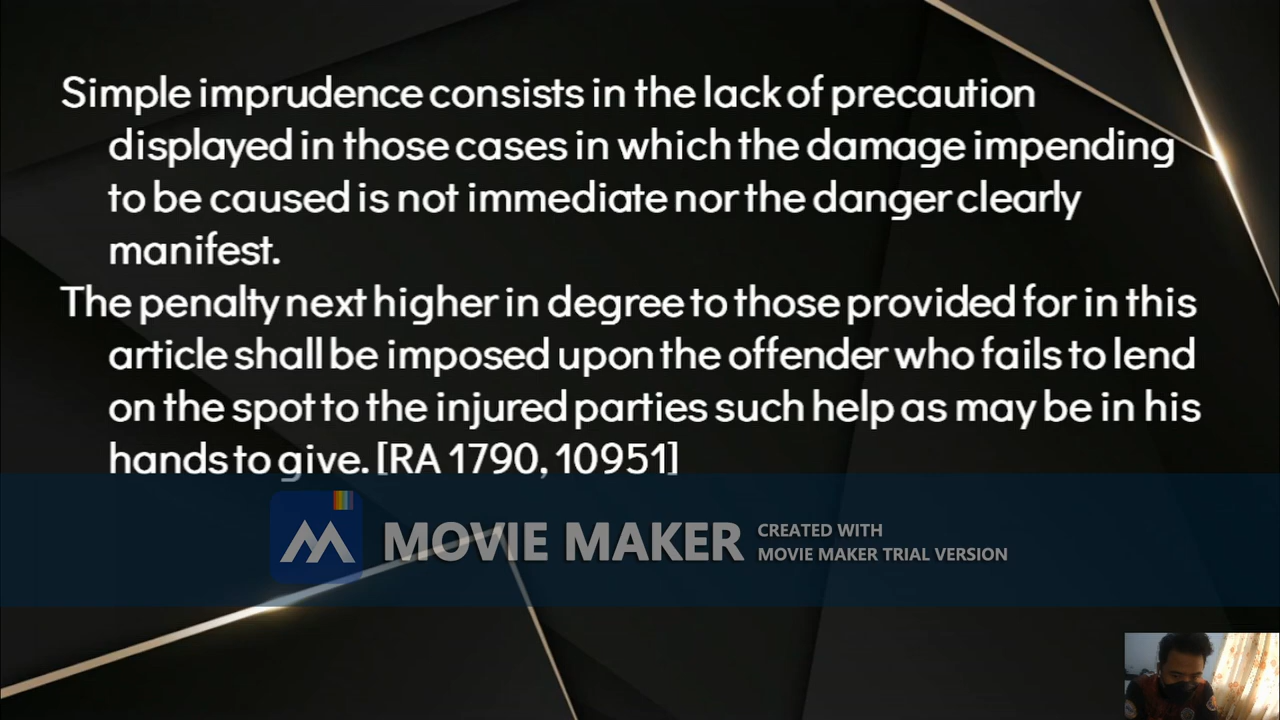 Simple imprudence consists in the lack of precaution
displayed in those cases in which the damage impending
to be caused is not immediate nor the danger clearly
manifest.
The penalty next higher in degree to those provided for in this
article shall be imposed upon the offender who fails to lend
on the spot to the injured parties such help as may be in his
hands to give. [RA 1790, 10951]
MOVIE MAKER
CREATED WITH
MOVIE MAKER TRIAL VERSION